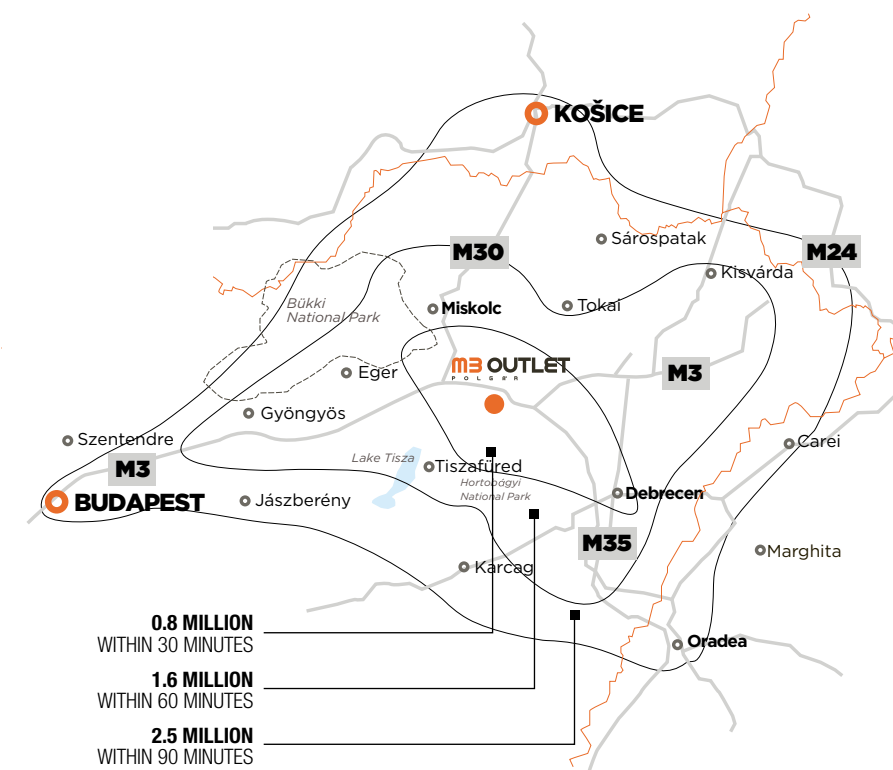 KOŠICE
Sárospatak
M30
M24
Kisvárda
Bükki
National Park
Miskolc
Tokai
M3 OUTLET
POLGÁR
Eger
M3
Gyöngyös
Szentendre
Carei
Lake Tisza
Tiszafüred
M3
Hortobágyi
National Park
Debrecen
BUDAPEST
Jászberény
M35
Marghita
Karcag
0.8 MILLION
WITHIN 30 MINUTES
Oradea
1.6 MILLION
WITHIN 60 MINUTES
2.5 MILLION
WITHIN 90 MINUTES